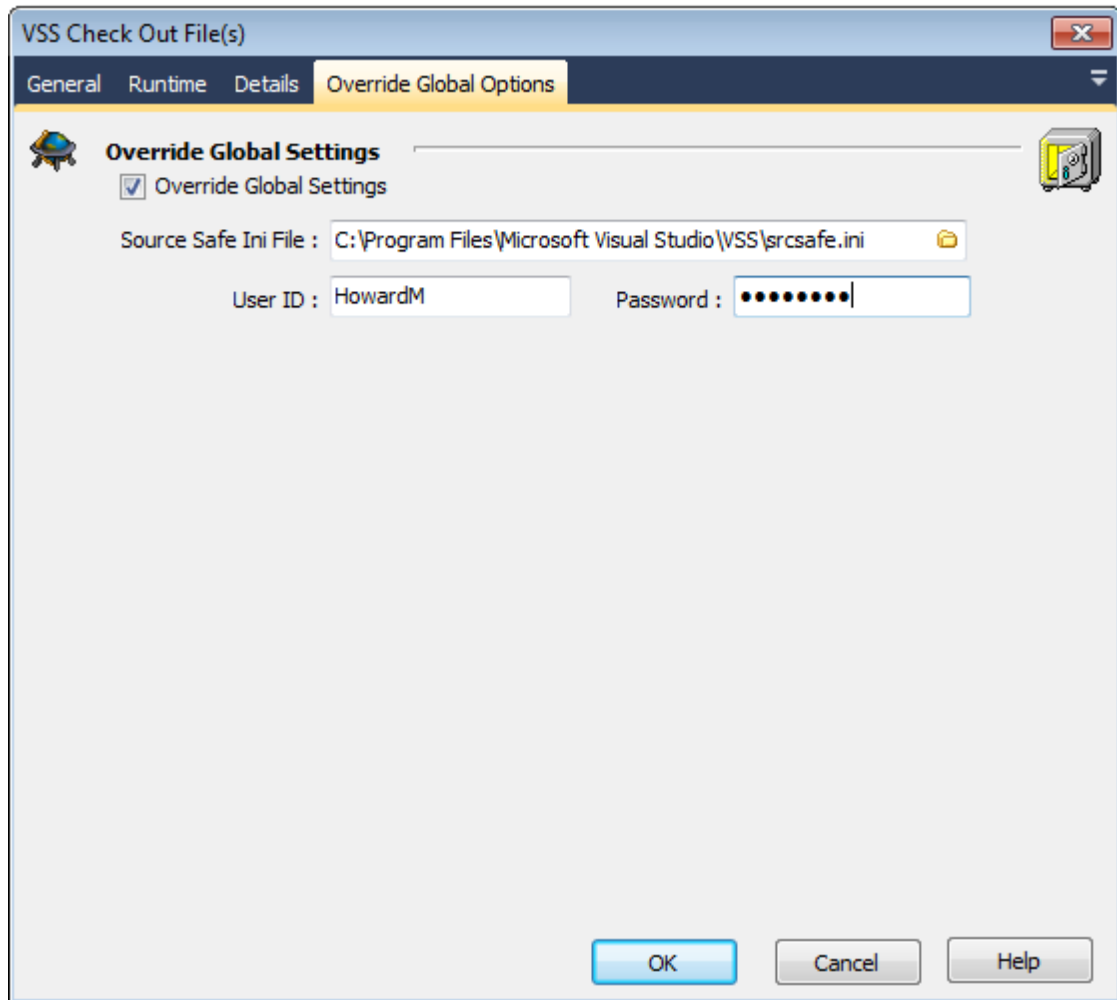 VSS Check Out File(s)
General Runtime Details Override Global Options
Override Global Settings
Override Global Settings
Source Safe Ini File : C:\Program Files\Microsoft Visual Studio\VSS\srcsafe.ini
User ID : HowardM Password : ••••••••
OK Cancel Help